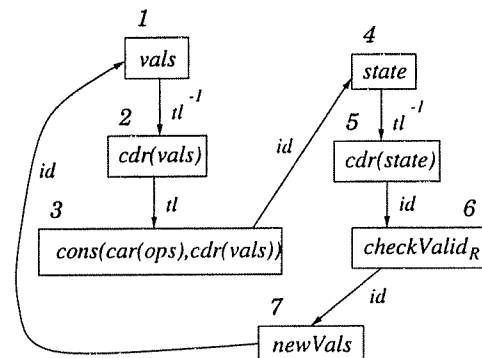 1
vals
tl^-1
2
cdr(vals)
tl
3
cons(car(ops),cdr(vals))
id
id
4
state
tl^-1
5
cdr(state)
id
6
checkValid_R
id
7
newVals